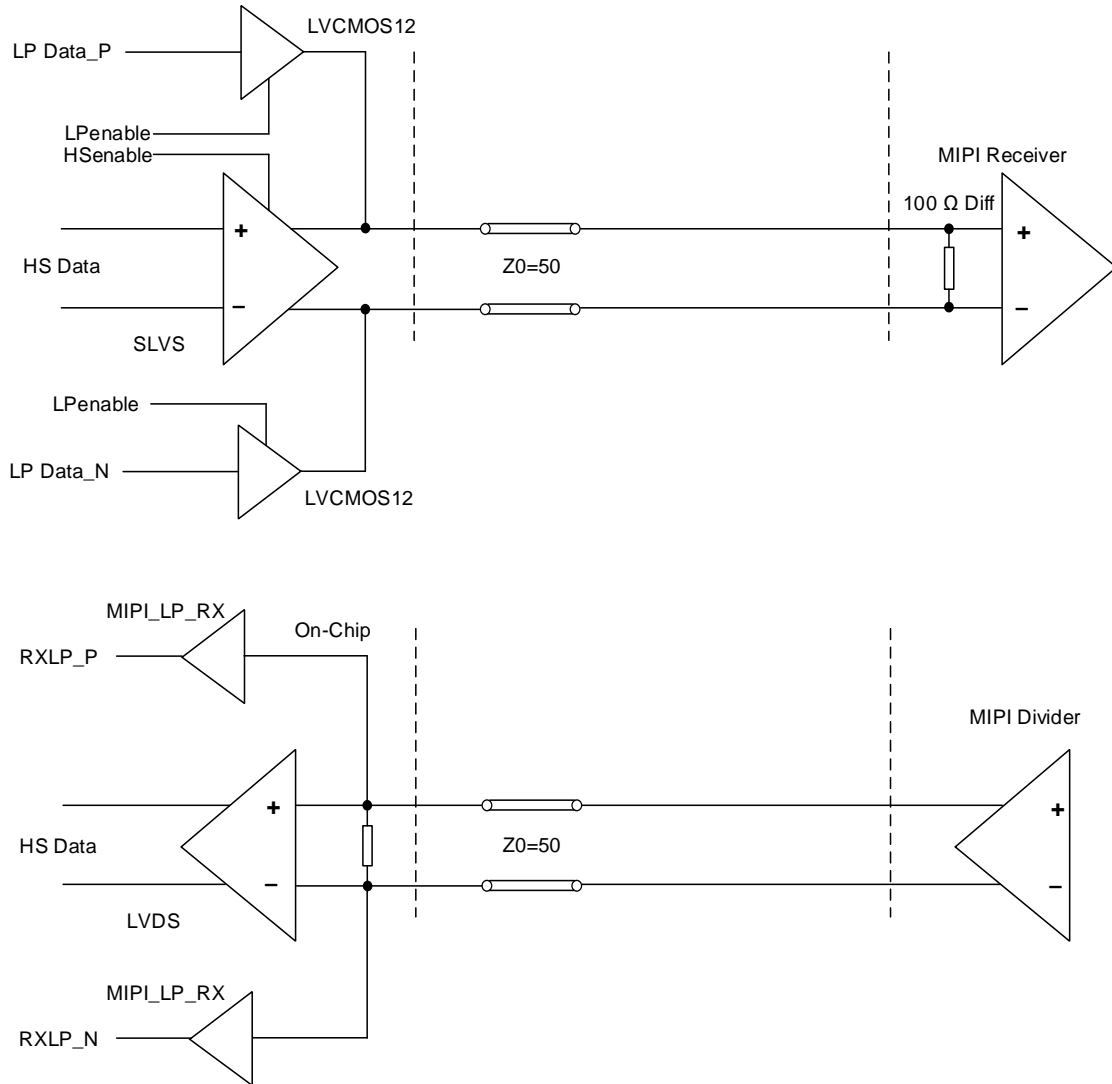 LVCMOS12
LP Data_P
LPenable
HSenable
MIPI Receiver
100 Ω Diff
+
+
HS Data
Z0=50
−
−
SLVS
LPenable
LP Data_N
LVCMOS12
MIPI_LP_RX
On-Chip
RXLP_P
MIPI Divider
+
+
HS Data
Z0=50
−
−
LVDS
MIPI_LP_RX
RXLP_N